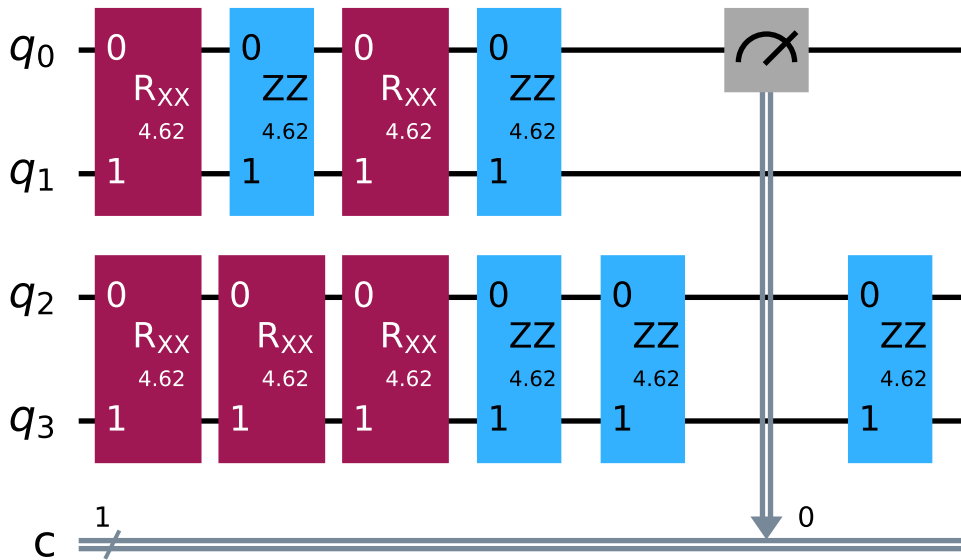 q0 0 0 0 0
RXX ZZ RXX ZZ
4.62 4.62 4.62 4.62
q1 1 1 1 1
q2 0 0 0 0 0 0
RXX RXX RXX ZZ ZZ ZZ
4.62 4.62 4.62 4.62 4.62 4.62
q3 1 1 1 1 1 1
1 0
c